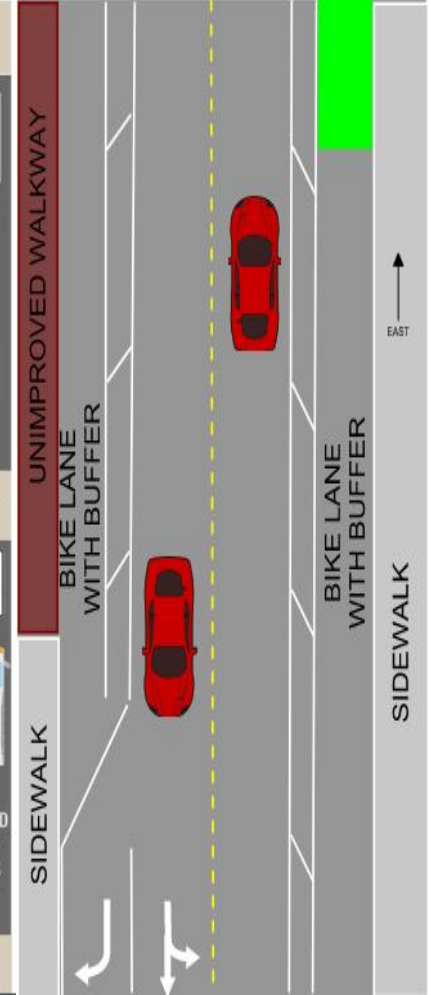 UNIMPROVED WALKWAY
BIKE LANE
WITH BUFFER
SIDEWALK
EAST
BIKE LANE
WITH BUFFER
SIDEWALK